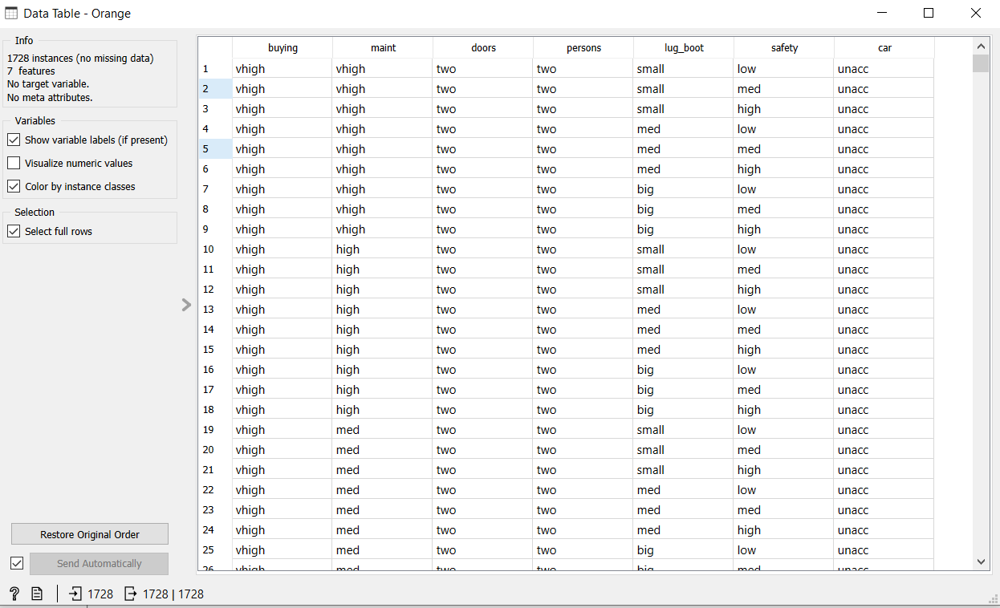 Data Table - Orange
Info
1728 instances (no missing data)
7 features
No target variable.
No meta attributes.
Variables
Show variable labels (if present)
Visualize numeric values
Color by instance classes
Selection
Select full rows
buying maint doors persons lug_boot safety car
1 vhigh vhigh two two small low unacc
2 vhigh vhigh two two small med unacc
3 vhigh vhigh two two small high unacc
4 vhigh vhigh two two med low unacc
5 vhigh vhigh two two med med unacc
6 vhigh vhigh two two med high unacc
7 vhigh vhigh two two big low unacc
8 vhigh vhigh two two big med unacc
9 vhigh vhigh two two big high unacc
10 vhigh high two two small low unacc
11 vhigh high two two small med unacc
12 vhigh high two two small high unacc
13 vhigh high two two med low unacc
14 vhigh high two two med med unacc
15 vhigh high two two med high unacc
16 vhigh high two two big low unacc
17 vhigh high two two big med unacc
18 vhigh high two two big high unacc
19 vhigh med two two small low unacc
20 vhigh med two two small med unacc
21 vhigh med two two small high unacc
22 vhigh med two two med low unacc
23 vhigh med two two med med unacc
24 vhigh med two two med high unacc
25 vhigh med two two big low unacc
26 vhigh med two two big med unacc
Restore Original Order
Send Automatically
? 1728 1728 | 1728